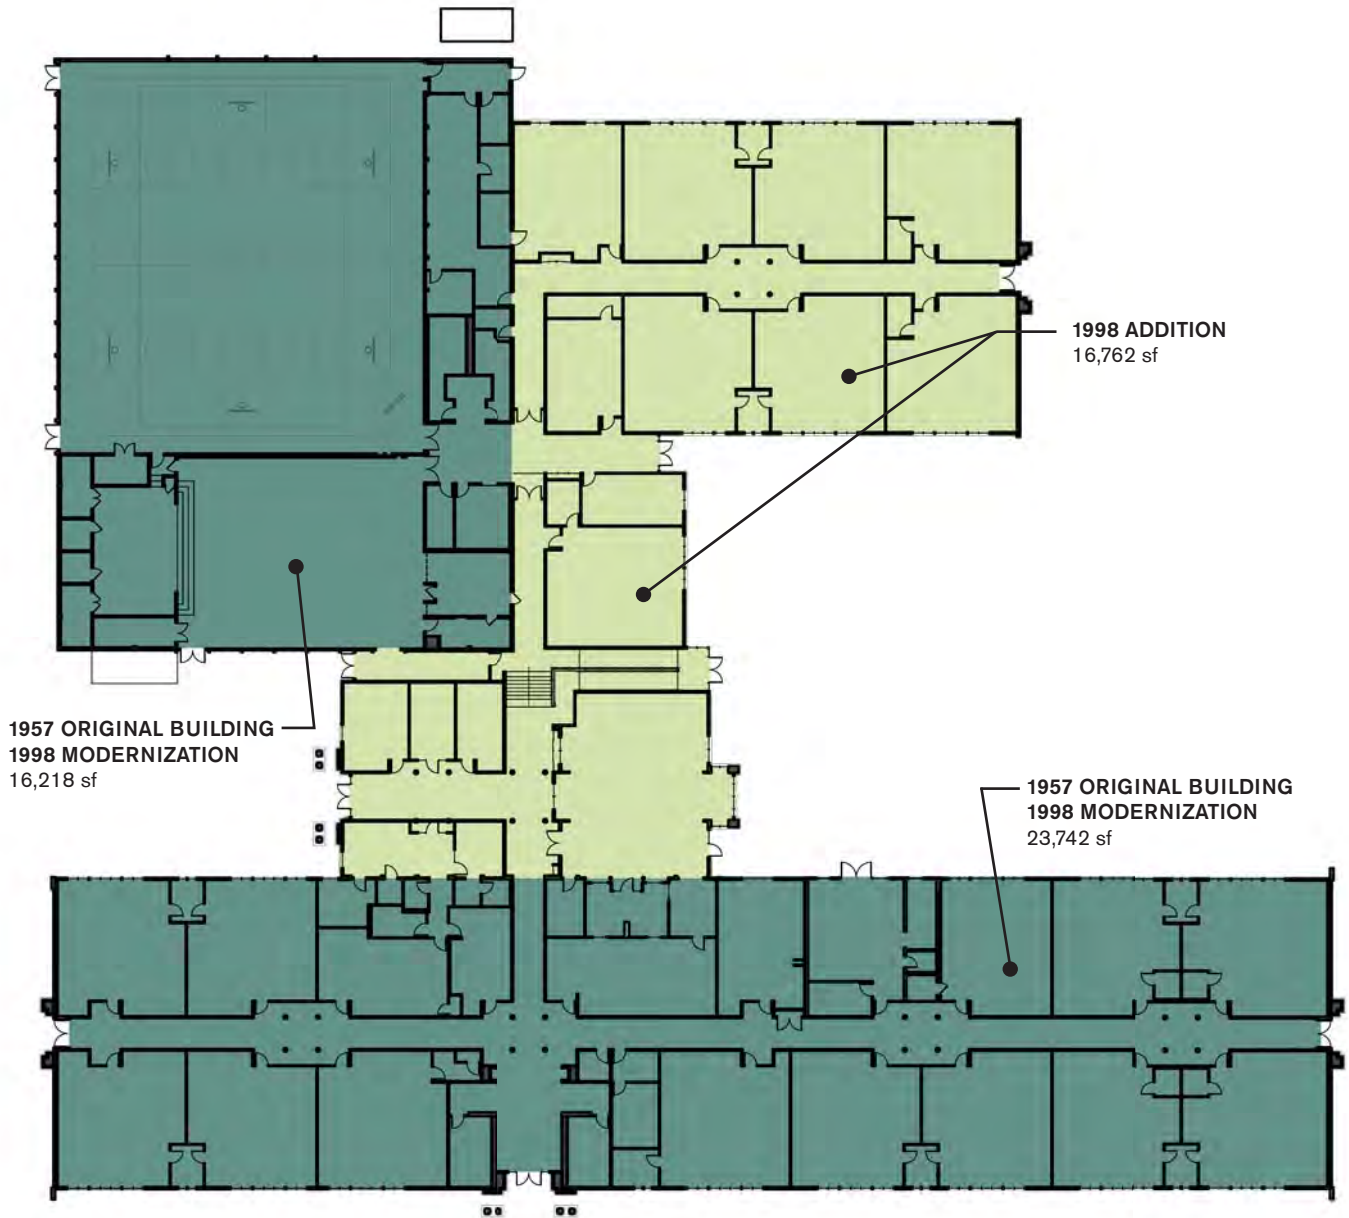 1998 ADDITION
16,762 sf
1957 ORIGINAL BUILDING
1998 MODERNIZATION
16,218 sf
1957 ORIGINAL BUILDING
1998 MODERNIZATION
23,742 sf